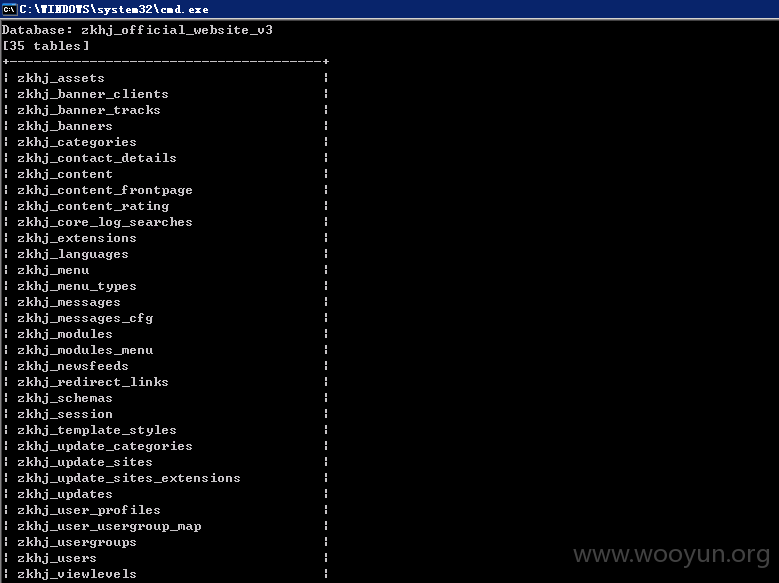 C:\WINDOWS\system32\cmd.exe
Database: zkhj_official_website_v3
[35 tables]
+---------------------------------------+
¦ zkhj_assets ¦
¦ zkhj_banner_clients ¦
¦ zkhj_banner_tracks ¦
¦ zkhj_banners ¦
¦ zkhj_categories ¦
¦ zkhj_contact_details ¦
¦ zkhj_content ¦
¦ zkhj_content_frontpage ¦
¦ zkhj_content_rating ¦
¦ zkhj_core_log_searches ¦
¦ zkhj_extensions ¦
¦ zkhj_languages ¦
¦ zkhj_menu ¦
¦ zkhj_menu_types ¦
¦ zkhj_messages ¦
¦ zkhj_messages_cfg ¦
¦ zkhj_modules ¦
¦ zkhj_modules_menu ¦
¦ zkhj_newsfeeds ¦
¦ zkhj_redirect_links ¦
¦ zkhj_schemas ¦
¦ zkhj_session ¦
¦ zkhj_template_styles ¦
¦ zkhj_update_categories ¦
¦ zkhj_update_sites ¦
¦ zkhj_update_sites_extensions ¦
¦ zkhj_updates ¦
¦ zkhj_user_profiles ¦
¦ zkhj_user_usergroup_map ¦
¦ zkhj_usergroups ¦
¦ zkhj_users ¦
¦ zkhj_viewlevels ¦
www.wooyun.org